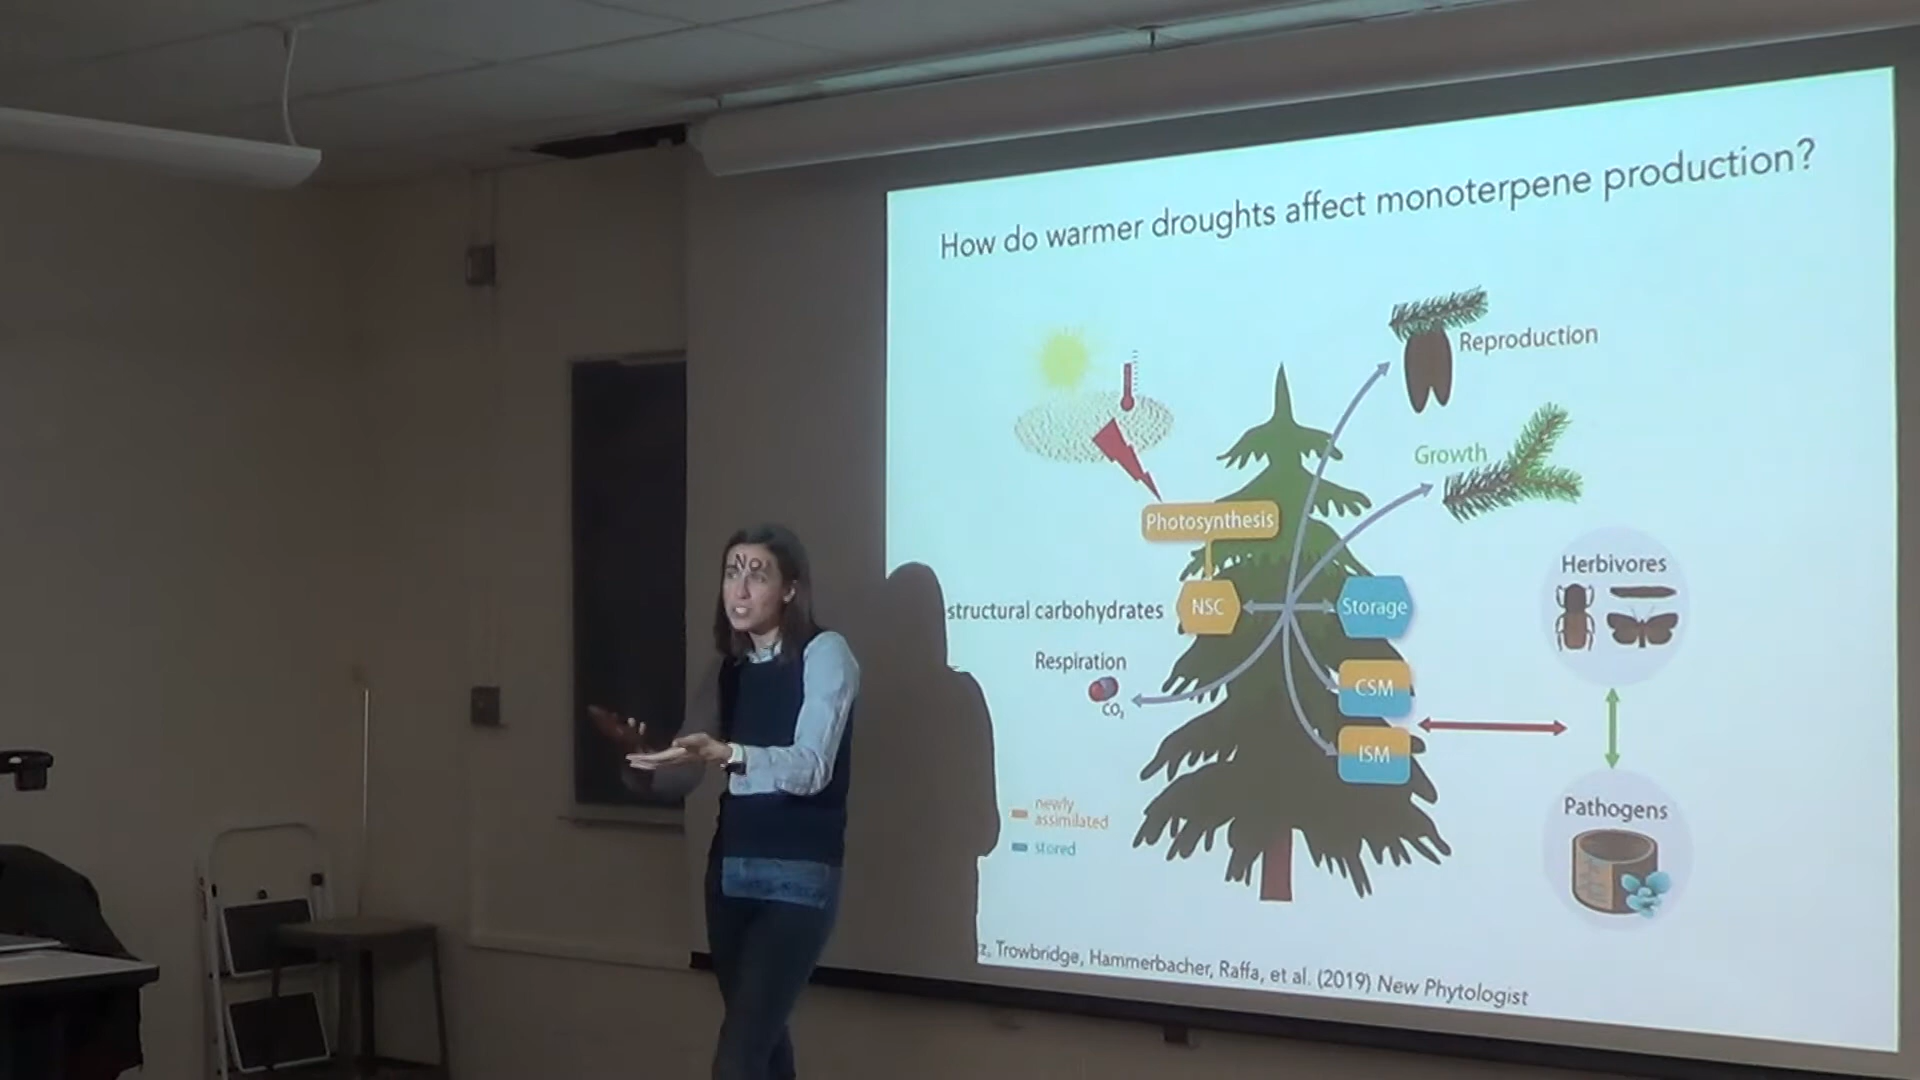 How do warmer droughts affect monoterpene production?
Reproduction
Growth
Photosynthesis
Herbivores
Non
structural carbohydrates
NSC
Storage
Respiration
CO₂
CSM
ISM
newly
assimilated
stored
Pathogens
z, Trowbridge, Hammerbacher, Raffa, et al. (2019) New Phytologist